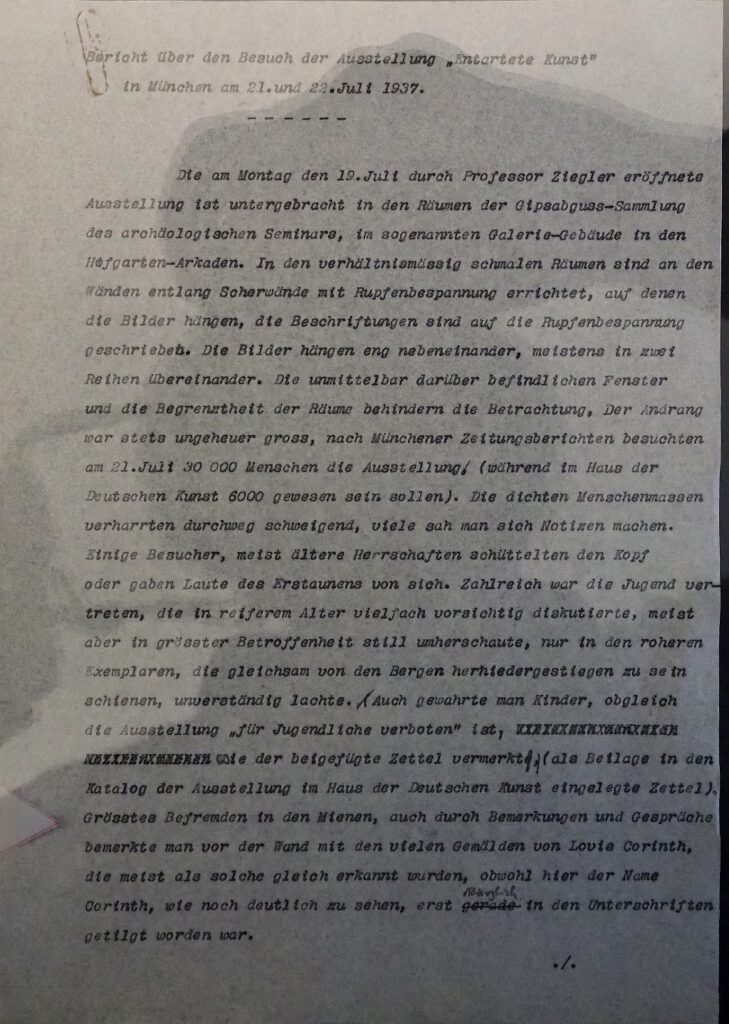 Bericht über den Besuch der Ausstellung „Entartete Kunst"
in München am 21.und 22.Juli 1937.
- - - - - -
Die am Montag den 19.Juli durch Professor Ziegler eröffnete
Ausstellung ist untergebracht in den Räumen der Gipsabguss-Sammlung
des archäologischen Seminars, im sogenannten Galerie-Gebäude in den
Hofgarten-Arkaden. In den verhältnismässig schmalen Räumen sind an den
Wänden entlang Scherwände mit Rupfenbespannung errichtet, auf denen
die Bilder hängen, die Beschriftungen sind auf die Rupfenbespannung
geschrieben. Die Bilder hängen eng nebeneinander, meistens in zwei
Reihen übereinander. Die unmittelbar darüber befindlichen Fenster
und die Begrenztheit der Räume behindern die Betrachtung. Der Andrang
war stets ungeheuer gross, nach Münchener Zeitungsberichten besuchten
am 21.Juli 30 000 Menschen die Ausstellung (während im Haus der
Deutschen Kunst 6000 gewesen sein sollen). Die dichten Menschenmassen
verharrten durchweg schweigend, viele sah man sich Notizen machen.
Einige Besucher, meist ältere Herrschaften schüttelten den Kopf
oder gaben Laute des Erstaunens von sich. Zahlreich war die Jugend ver-
treten, die in reiferem Alter vielfach vorsichtig diskutierte, meist
aber in grösster Betroffenheit still umherschaute, nur in den roheren
Exemplaren, die gleichsam von den Bergen herhiedergestiegen zu sein
schienen, unverständig lachte. (Auch gewahrte man Kinder, obgleich
die Ausstellung „für Jugendliche verboten" ist,
wie der beigefügte Zettel vermerkt,) (als Beilage in den
Katalog der Ausstellung im Haus der Deutschen Kunst eingelegte Zettel).
Grösstes Befremden in den Mienen, auch durch Bemerkungen und Gespräche
bemerkte man vor der Wand mit den vielen Gemälden von Lovis Corinth,
die meist als solche gleich erkannt wurden, obwohl hier der Name
kürzlich
Corinth, wie noch deutlich zu sehen, erst gerade in den Unterschriften
getilgt worden war.
./.